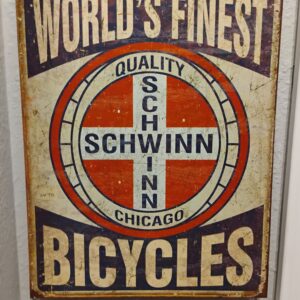 WORLD'S FINEST
QUALITY
SCHWINN
SCHWINN
CHICAGO
BICYCLES